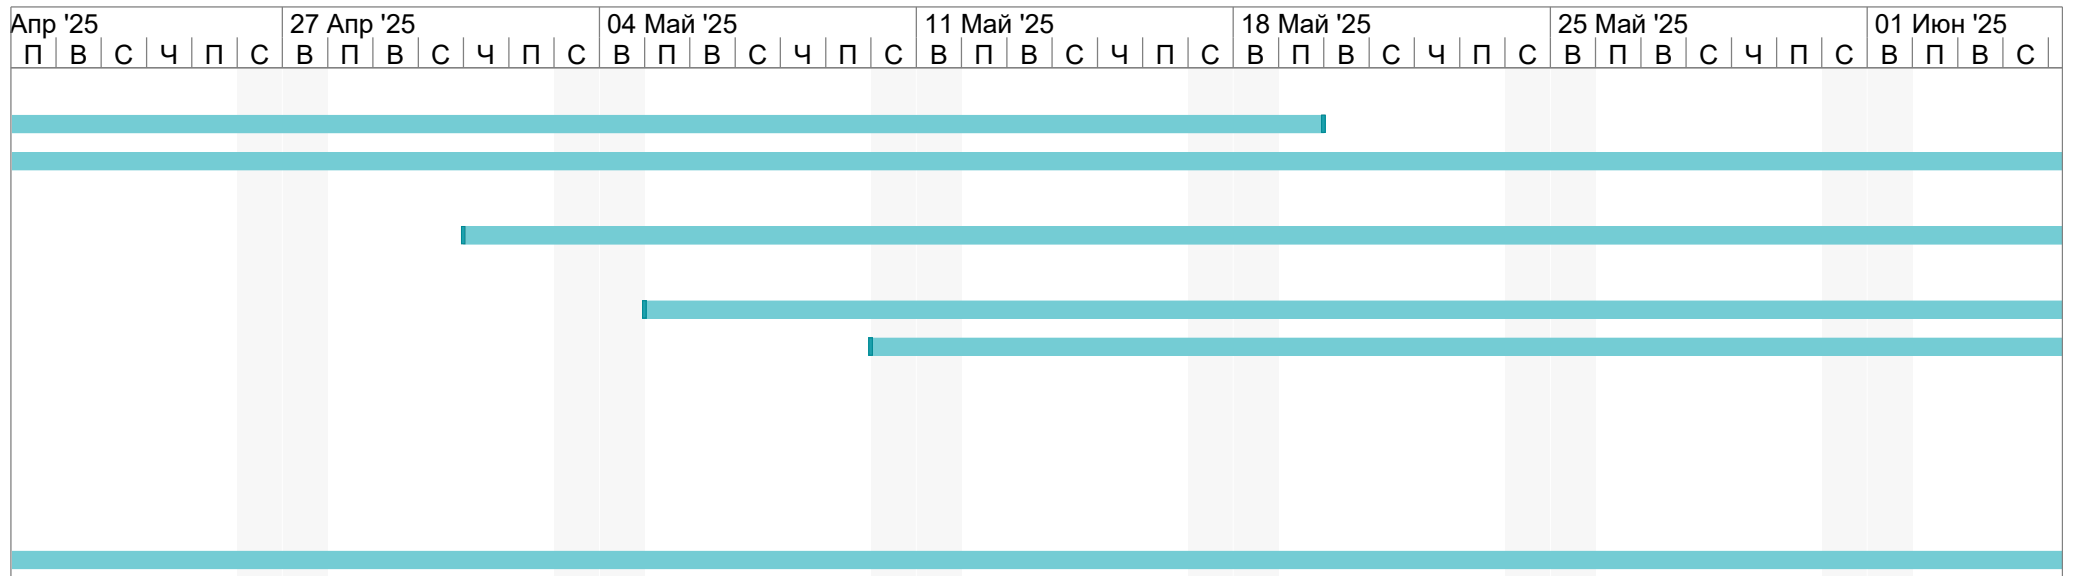 Апр '25 27 Апр '25 04 Май '25 11 Май '25 18 Май '25 25 Май '25 01 Июн '25
П В С Ч П С В П В С Ч П С В П В С Ч П С В П В С Ч П С В П В С Ч П С В П В С Ч П С В П В С